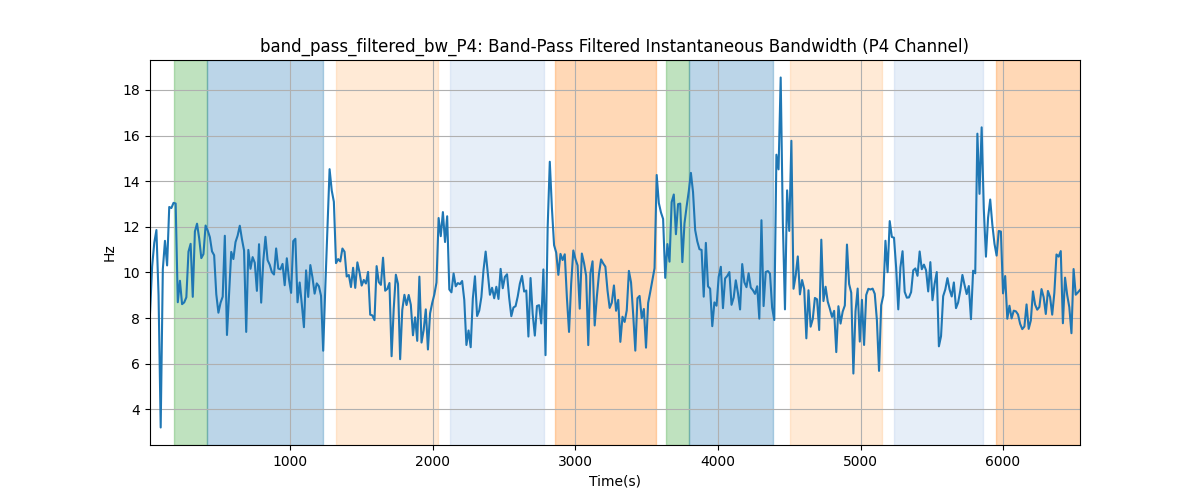 band_pass_filtered_bw_P4: Band-Pass Filtered Instantaneous Bandwidth (P4 Channel)
18
16
14
12
10
8
6
4
Hz
1000 2000 3000 4000 5000 6000
Time(s)